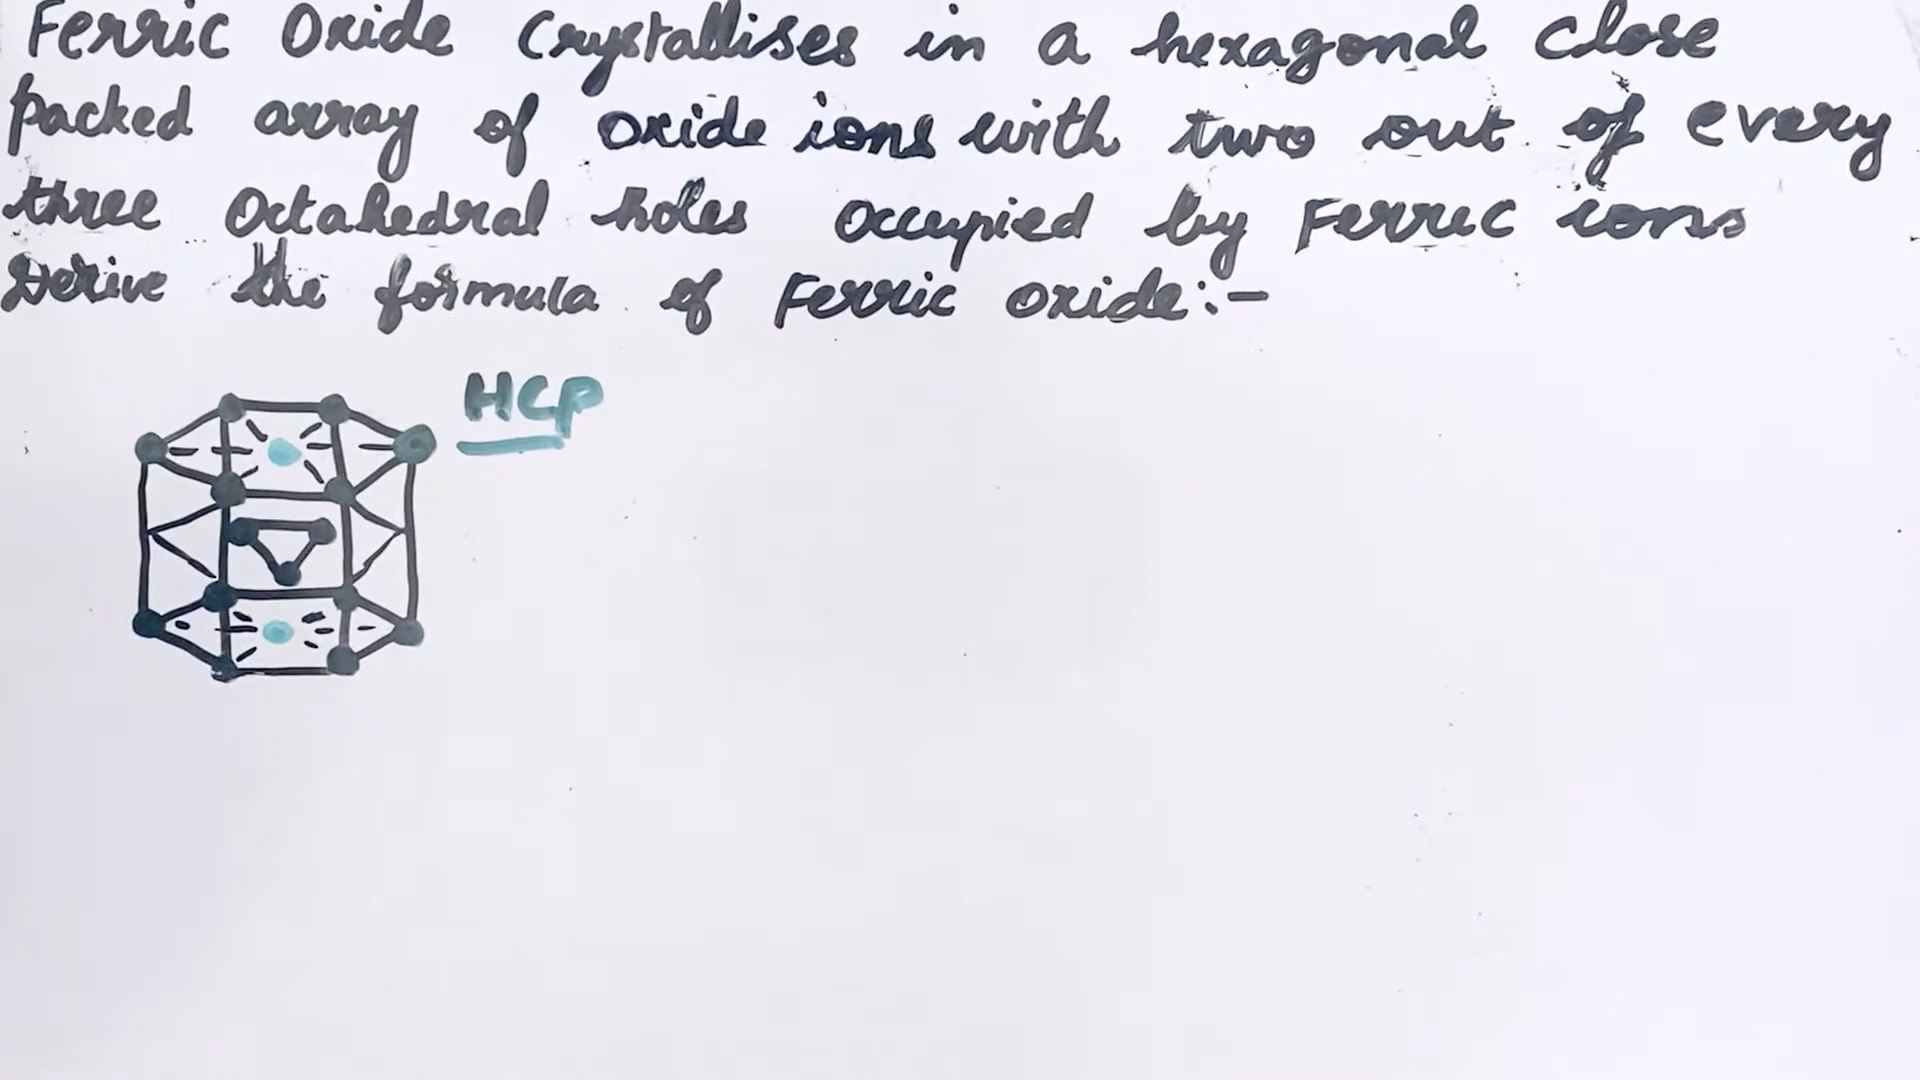 Ferric Oxide Crystallises in a hexagonal close
packed array of oxide ions with two out of every
three Octahedral holes occupied by Ferric ions
Derive the formula of Ferric oxide:-
HCP